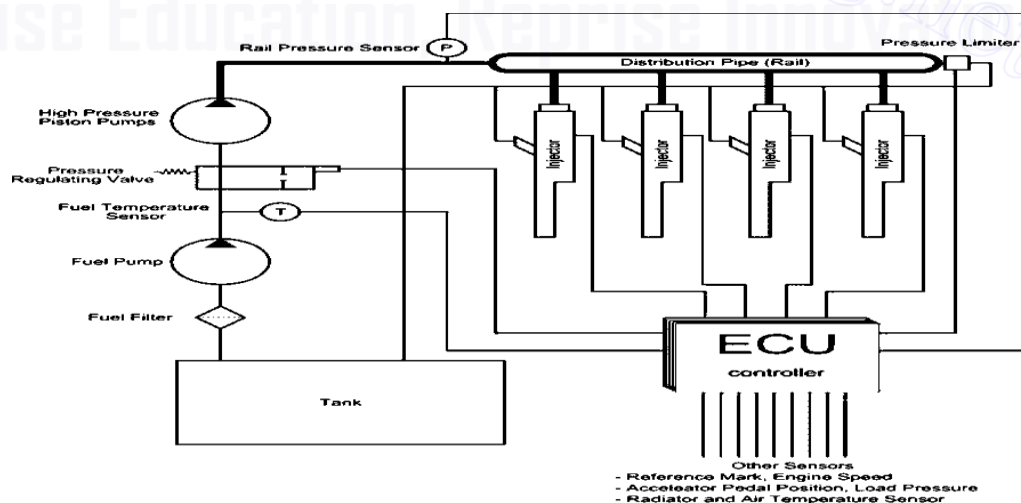 Rail Pressure Sensor
P
Pressure Limiter
Distribution Pipe (Rail)
High Pressure
Piston Pumps
Injector
Injector
Injector
Injector
Pressure
Regulating Valve
Fuel Temperature
Sensor
T
Fuel Pump
Fuel Filter
ECU
controller
Tank
Other Sensors
- Reference Mark, Engine Speed
- Acceleator Pedal Position, Load Pressure
- Radiator and Air Temperature Sensor